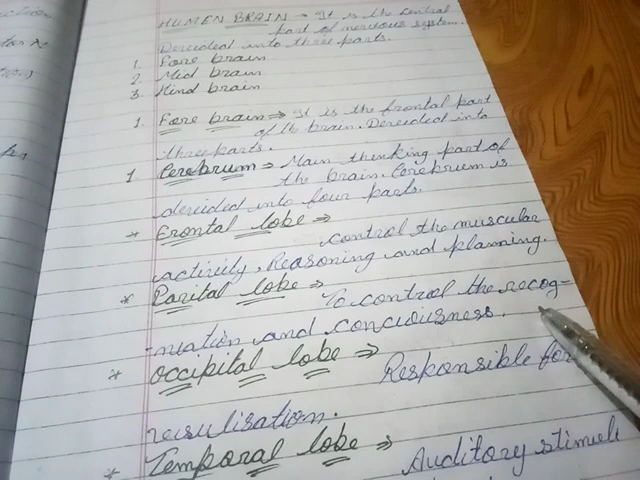 HUMEN BRAIN - It is the central
part of nervous system.
Devided into three parts.
1. Fore brain
2. Mid brain
3. Hind brain
1. Fore brain ⇒ It is the frontal part
of the brain. Devided into
three parts.
1 Cerebrum ⇒ Main thinking part of
the brain. Cerebrum is
devided into four parts.
* Frontal lobe ⇒
control the muscular
activity, Reasoning and planning.
* Parital lobe ⇒
To control the recog-
-nation and conciousness.
* Occipital lobe ⇒
Responsible for
visulisation.
* Temporal lobe ⇒
Auditory stimuli